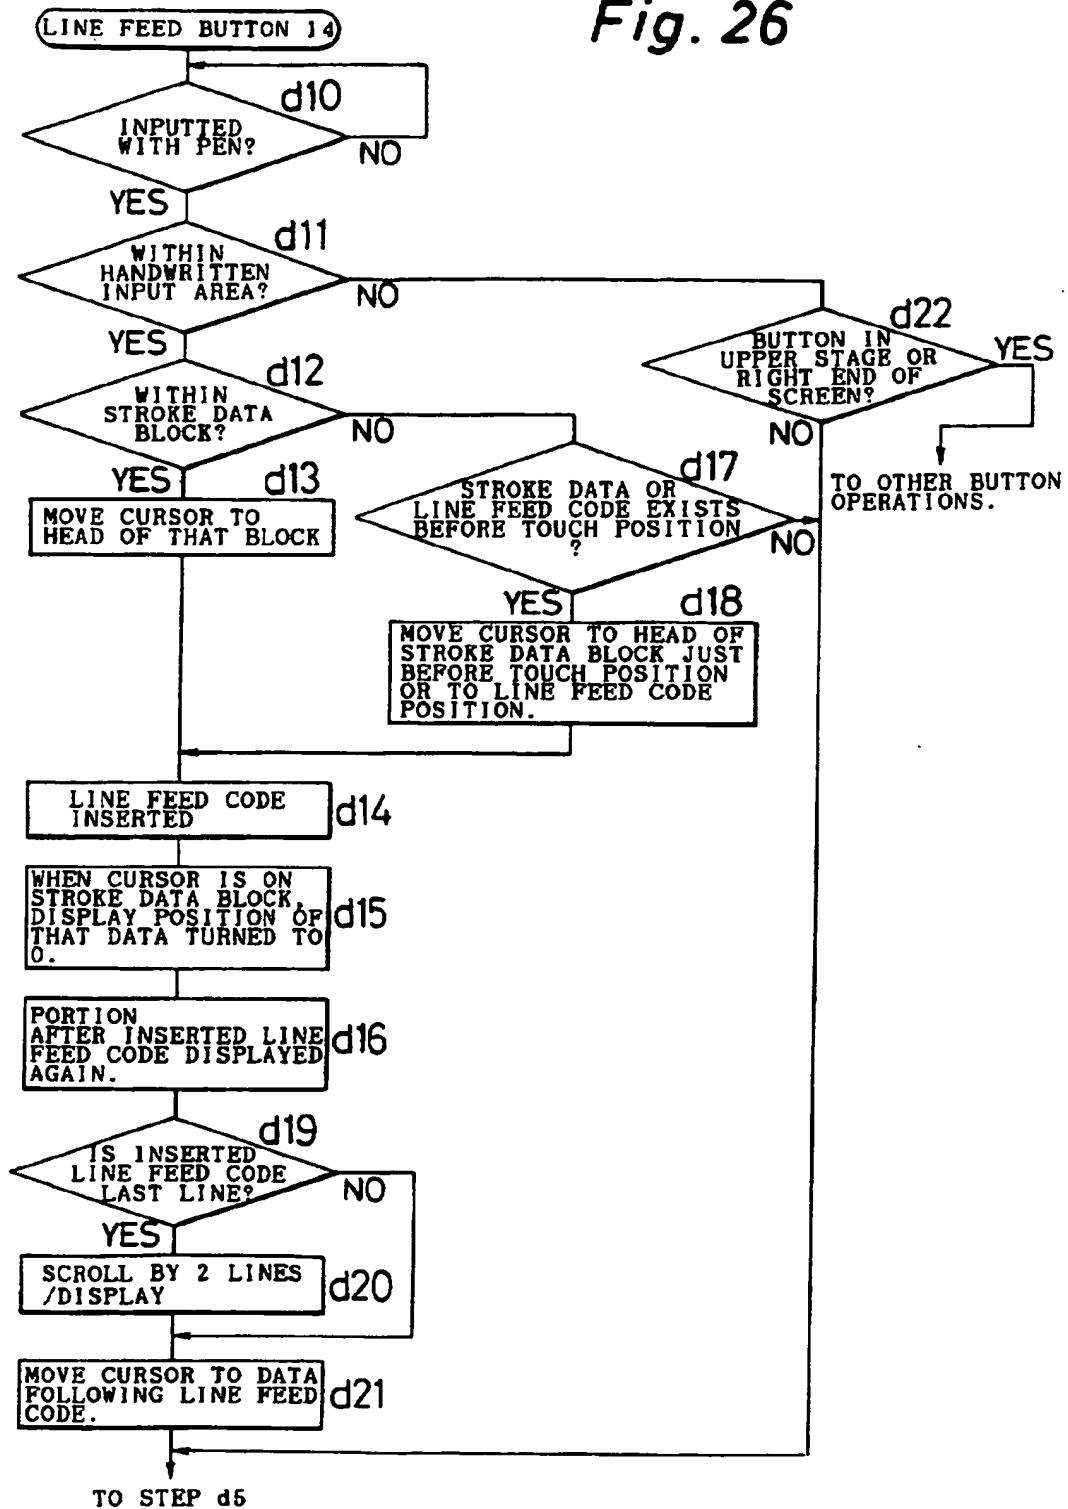 Fig. 26
LINE FEED BUTTON 14
d10
INPUTTED
WITH PEN?
NO
YES
d11
WITHIN
HANDWRITTEN
INPUT AREA?
NO
YES
d22
BUTTON IN
UPPER STAGE OR
RIGHT END OF
SCREEN?
YES
NO
TO OTHER BUTTON
OPERATIONS.
d12
WITHIN
STROKE DATA
BLOCK?
NO
YES
d13
MOVE CURSOR TO
HEAD OF THAT BLOCK
d17
STROKE DATA OR
LINE FEED CODE EXISTS
BEFORE TOUCH POSITION
?
NO
YES
d18
MOVE CURSOR TO HEAD OF
STROKE DATA BLOCK JUST
BEFORE TOUCH POSITION
OR TO LINE FEED CODE
POSITION.
LINE FEED CODE
INSERTED
d14
WHEN CURSOR IS ON
STROKE DATA BLOCK,
DISPLAY POSITION OF
THAT DATA TURNED TO
0.
d15
PORTION
AFTER INSERTED LINE
FEED CODE DISPLAYED
AGAIN.
d16
d19
IS INSERTED
LINE FEED CODE
LAST LINE?
NO
YES
SCROLL BY 2 LINES
/DISPLAY
d20
MOVE CURSOR TO DATA
FOLLOWING LINE FEED
CODE.
d21
TO STEP d5